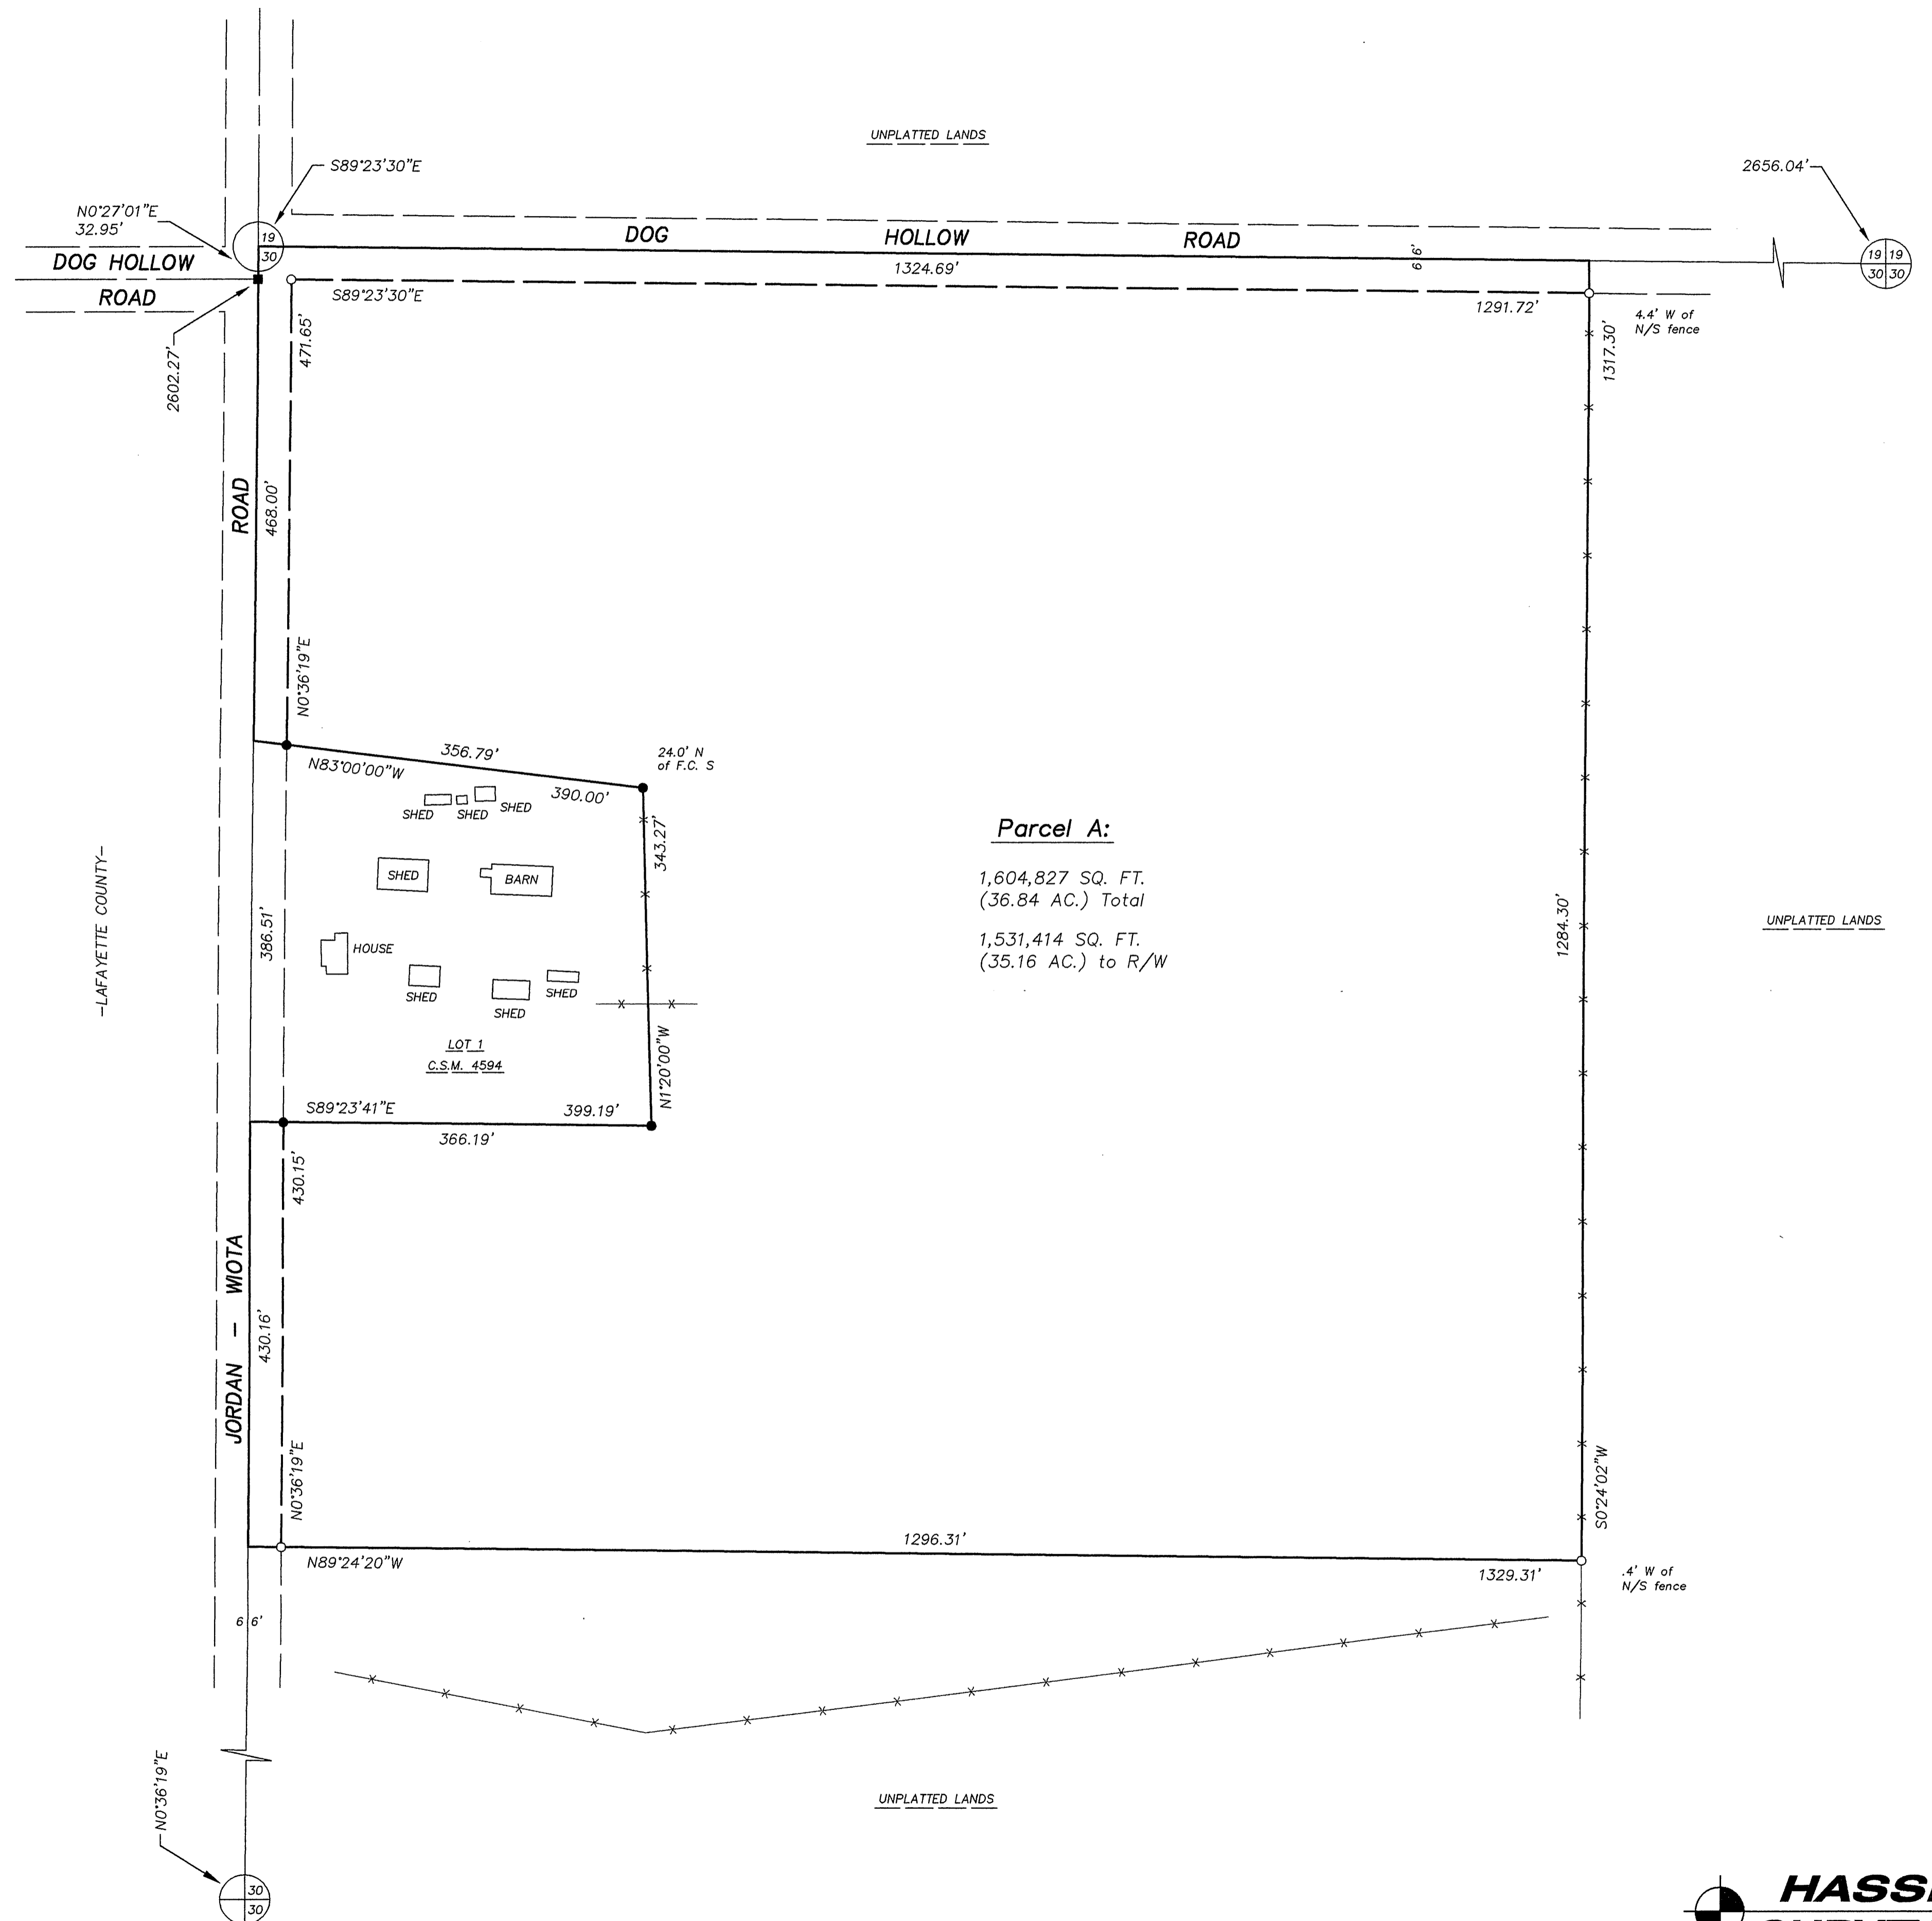 UNPLATTED LANDS
S89°23'30"E
2656.04'
N0°27'01"E
32.95'
19
30
DOG HOLLOW ROAD
19 19
30 30
DOG HOLLOW
ROAD
1324.69'
6 6'
S89°23'30"E
1291.72'
4.4' W of
N/S fence
2602.27'
471.65'
1317.30'
ROAD
468.00'
N0°36'19"E
356.79'
N83°00'00"W
390.00'
24.0' N
of F.C. S
SHED
SHED
SHED
343.27'
Parcel A:
1,604,827 SQ. FT.
(36.84 AC.) Total
1,531,414 SQ. FT.
(35.16 AC.) to R/W
SHED
BARN
-LAFAYETTE COUNTY-
386.51'
HOUSE
1284.30'
UNPLATTED LANDS
SHED
SHED
SHED
LOT 1
C.S.M. 4594
N1°20'00"W
S89°23'41"E
399.19'
366.19'
430.15'
JORDAN - WIOTA
430.16'
N0°36'19"E
S0°24'02"W
1296.31'
N89°24'20"W
1329.31'
.4' W of
N/S fence
6 6'
N0°36'19"E
UNPLATTED LANDS
30
30